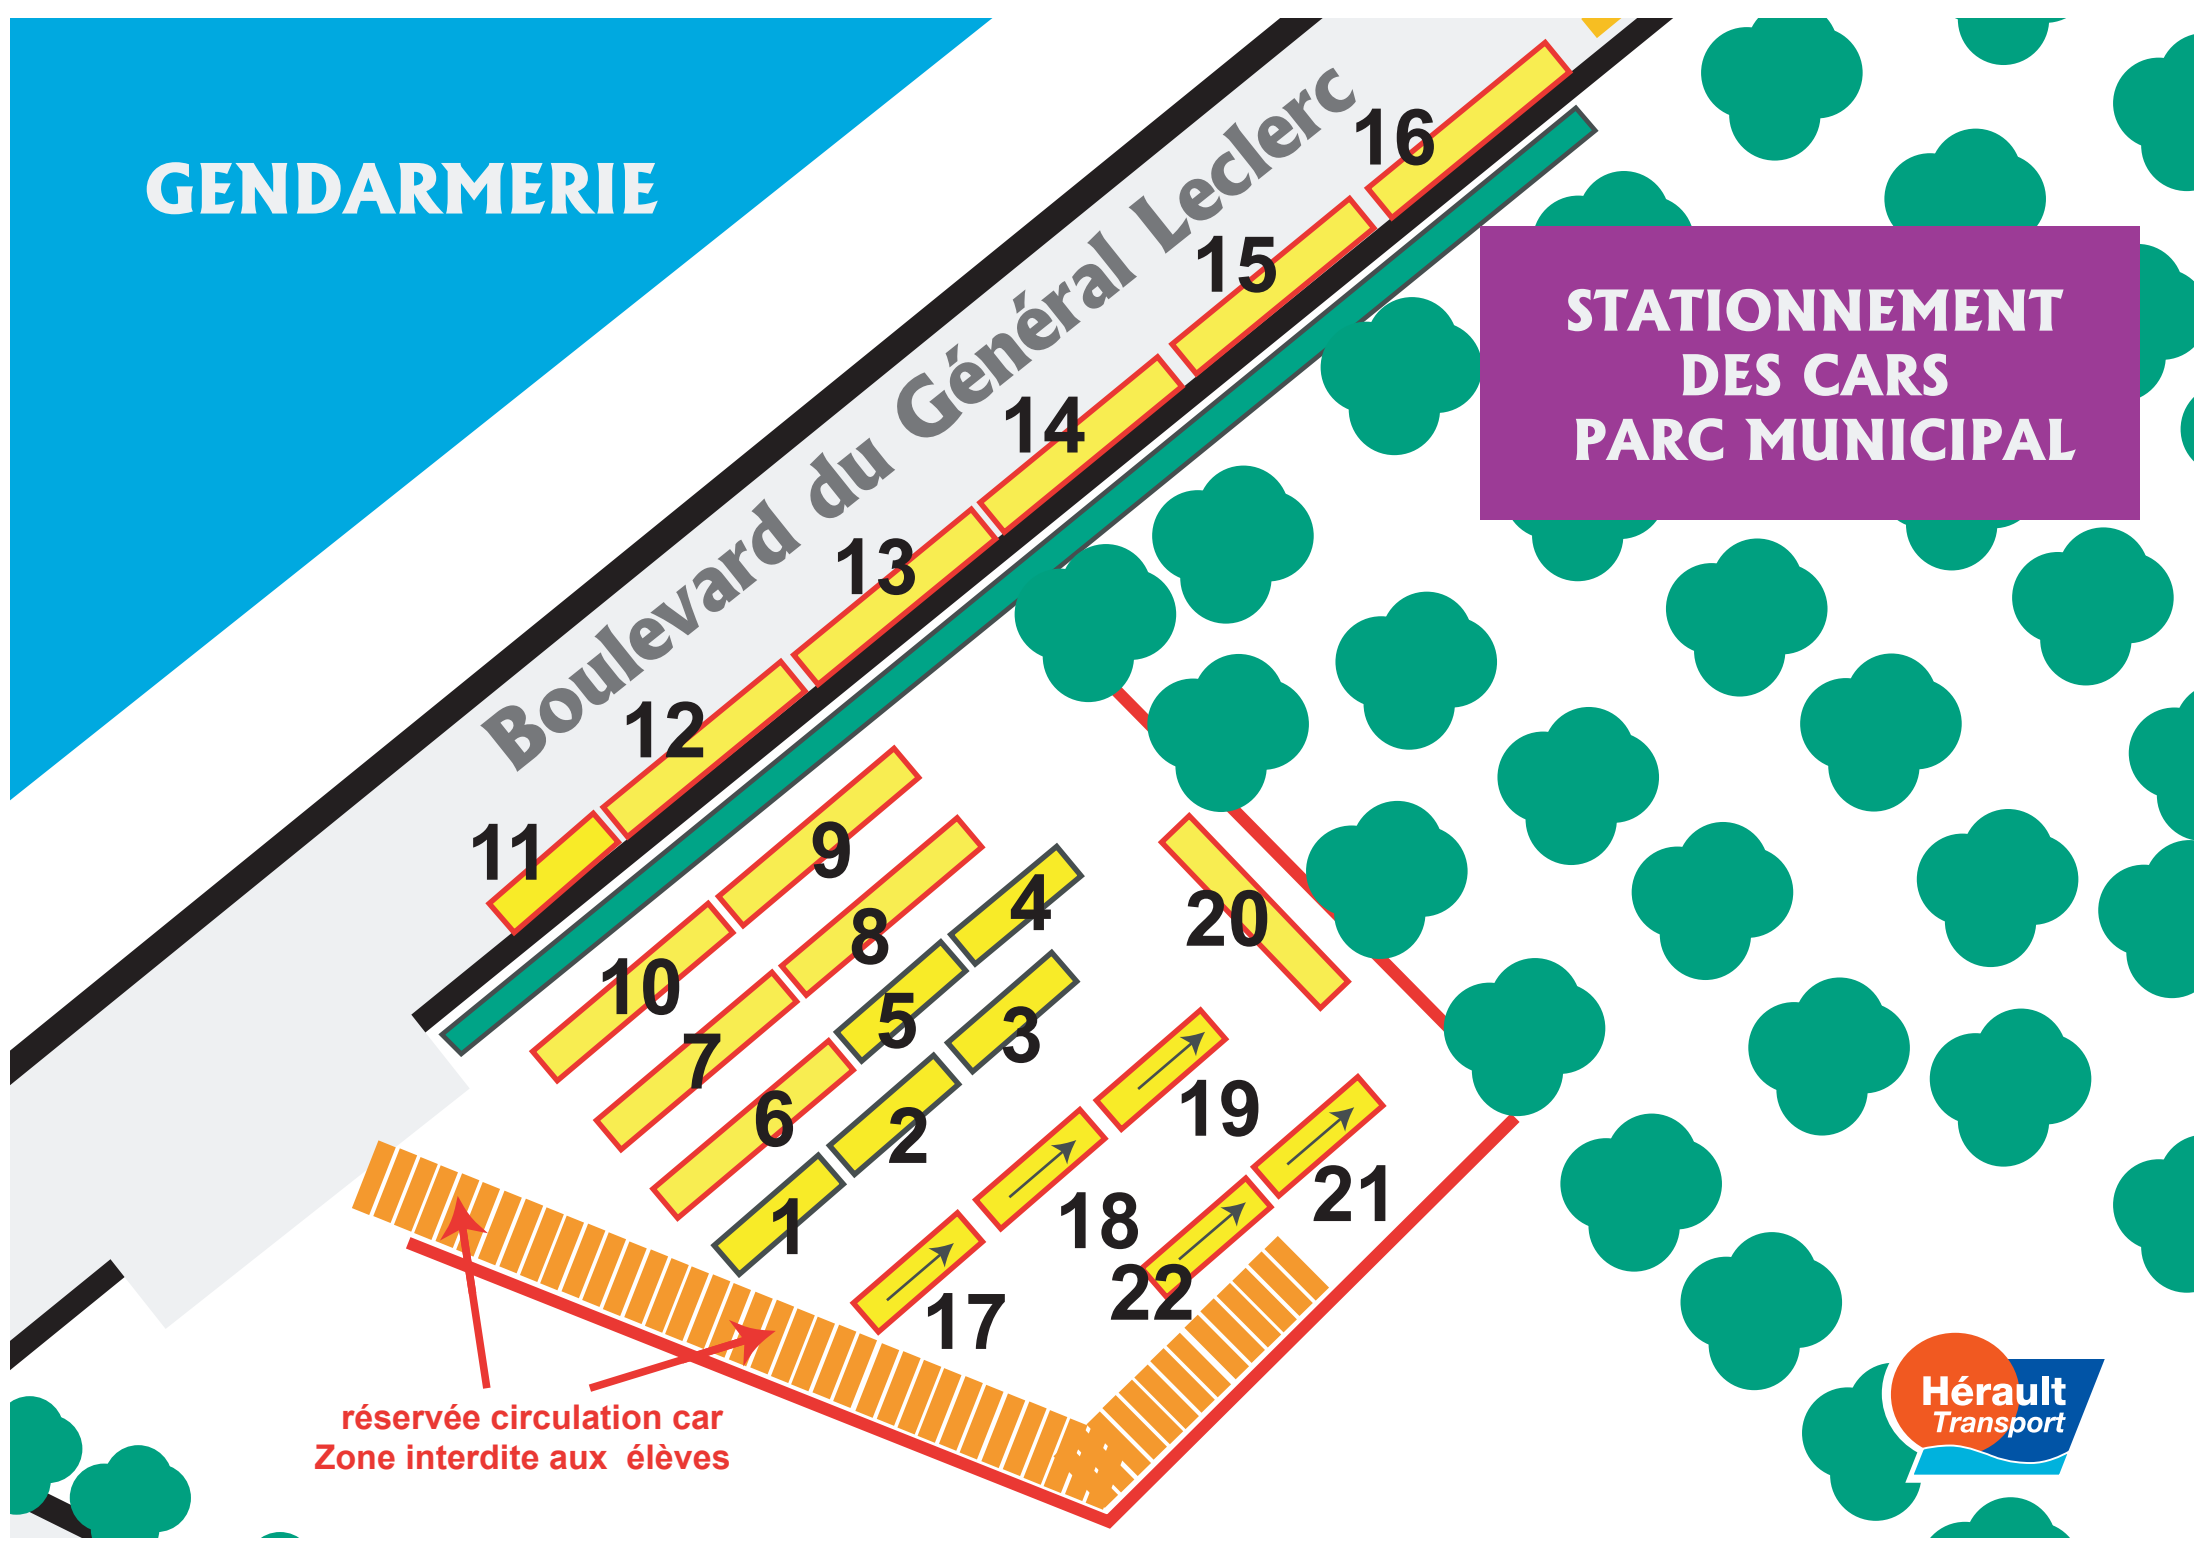 GENDARMERIE
Boulevard du Général Leclerc
STATIONNEMENT
DES CARS
PARC MUNICIPAL
16
15
14
13
12
11
9
10
8
7
4
5
6
3
2
1
20
19
18
17
21
22
réservée circulation car
Zone interdite aux élèves
Hérault
Transport